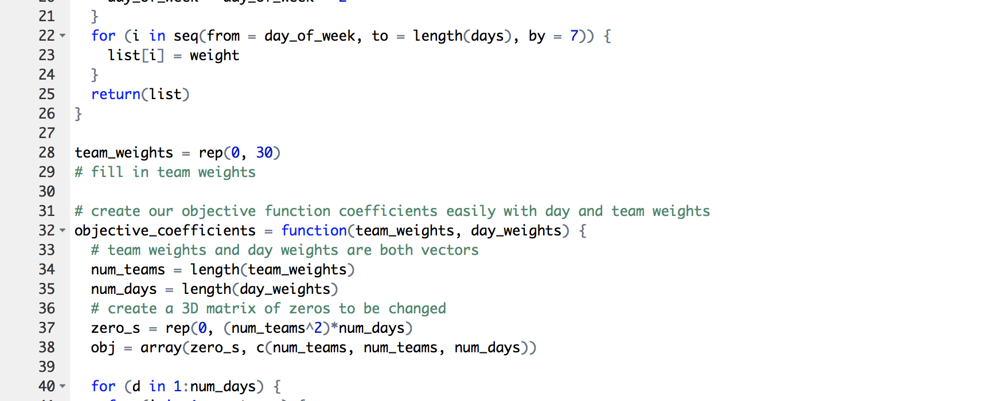 21 }
22 for (i in seq(from = day_of_week, to = length(days), by = 7)) {
23 list[i] = weight
24 }
25 return(list)
26 }
27
28 team_weights = rep(0, 30)
29 # fill in team weights
30
31 # create our objective function coefficients easily with day and team weights
32 objective_coefficients = function(team_weights, day_weights) {
33 # team weights and day weights are both vectors
34 num_teams = length(team_weights)
35 num_days = length(day_weights)
36 # create a 3D matrix of zeros to be changed
37 zero_s = rep(0, (num_teams^2)*num_days)
38 obj = array(zero_s, c(num_teams, num_teams, num_days))
39
40 for (d in 1:num_days) {